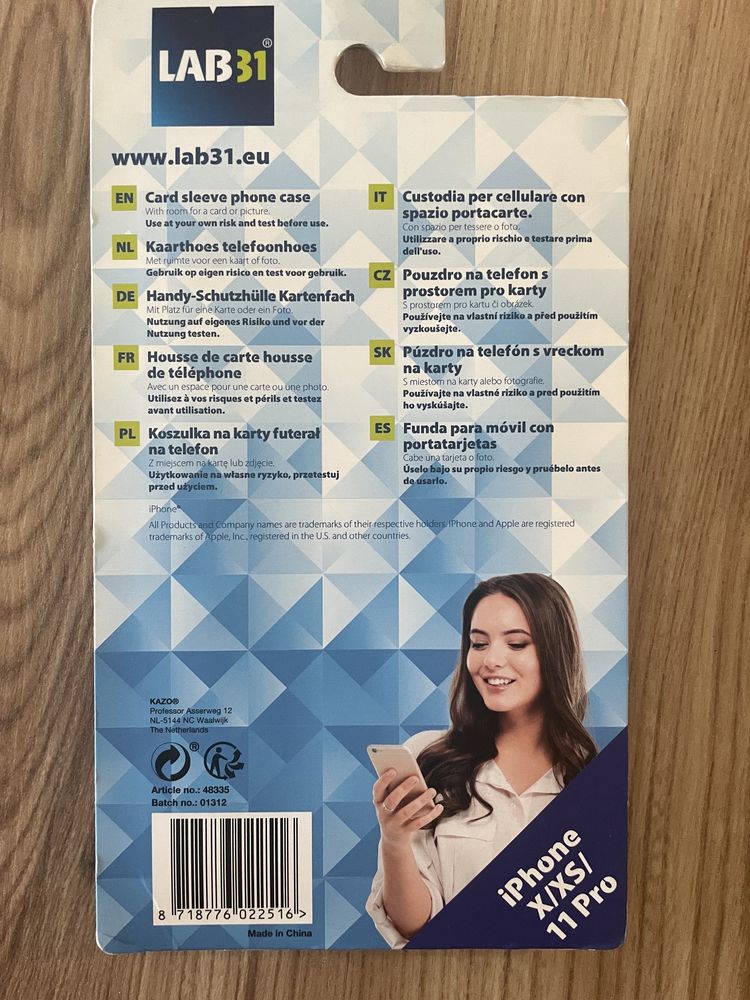 LAB31®
www.lab31.eu
EN
Card sleeve phone case
With room for a card or picture.
Use at your own risk and test before use.
NL
Kaarthoes telefoonhoes
Met ruimte voor een kaart of foto.
Gebruik op eigen risico en test voor gebruik.
DE
Handy-Schutzhülle Kartenfach
Mit Platz für eine Karte oder ein Foto.
Nutzung auf eigenes Risiko und vor der
Nutzung testen.
FR
Housse de carte housse
de téléphone
Avec un espace pour une carte ou une photo.
Utilisez à vos risques et périls et testez
avant utilisation.
PL
Koszulka na karty futerał
na telefon
Z miejscem na kartę lub zdjęcie.
Użytkowanie na własne ryzyko, przetestuj
przed użyciem.
IT
Custodia per cellulare con
spazio portacarte.
Con spazio per tessere o foto.
Utilizzare a proprio rischio e testare prima
dell'uso.
CZ
Pouzdro na telefon s
prostorem pro karty
S prostorem pro kartu či obrázek.
Používejte na vlastní riziko a před použitím
vyzkoušejte.
SK
Púzdro na telefón s vreckom
na karty
S miestom na karty alebo fotografie.
Používajte na vlastné riziko a pred použitím
ho vyskúšajte.
ES
Funda para móvil con
portatarjetas
Cabe una tarjeta o foto.
Úselo bajo su propio riesgo y pruébelo antes
de usarlo.
iPhone®
All Products and Company names are trademarks of their respective holders. iPhone and Apple are registered
trademarks of Apple, Inc., registered in the U.S. and other countries.
KAZO®
Professor Asserweg 12
NL-5144 NC Waalwijk
The Netherlands
®
Article no.: 48335
Batch no.: 01312
8 718776 022516 >
Made in China
iPhone
X/XS/
11 Pro